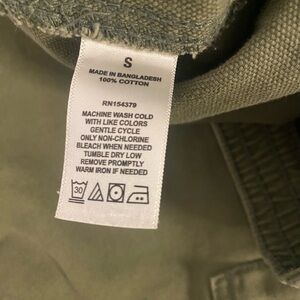 S
MADE IN BANGLADESH
100% COTTON
RN154379
MACHINE WASH COLD
WITH LIKE COLORS
GENTLE CYCLE
ONLY NON-CHLORINE
BLEACH WHEN NEEDED
TUMBLE DRY LOW
REMOVE PROMPTLY
WARM IRON IF NEEDED
30